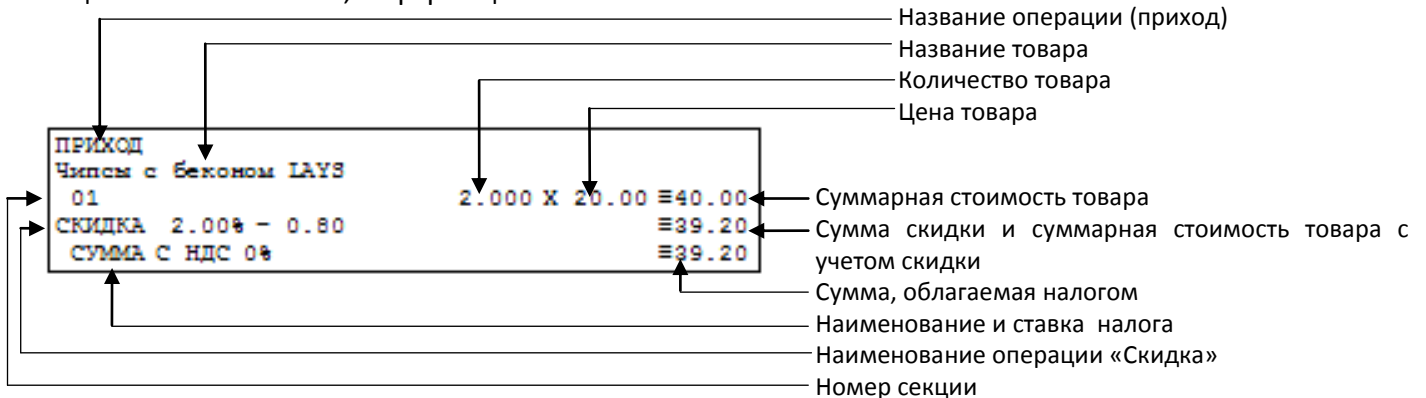 Название операции (приход)
Название товара
Количество товара
Цена товара
ПРИХОД
Чипсы с беконом LAYS
01 2.000 X 20.00 ≡40.00
СКИДКА 2.00% - 0.80 ≡39.20
СУММА С НДС 0% ≡39.20
Суммарная стоимость товара
Сумма скидки и суммарная стоимость товара с
учетом скидки
Сумма, облагаемая налогом
Наименование и ставка налога
Наименование операции «Скидка»
Номер секции